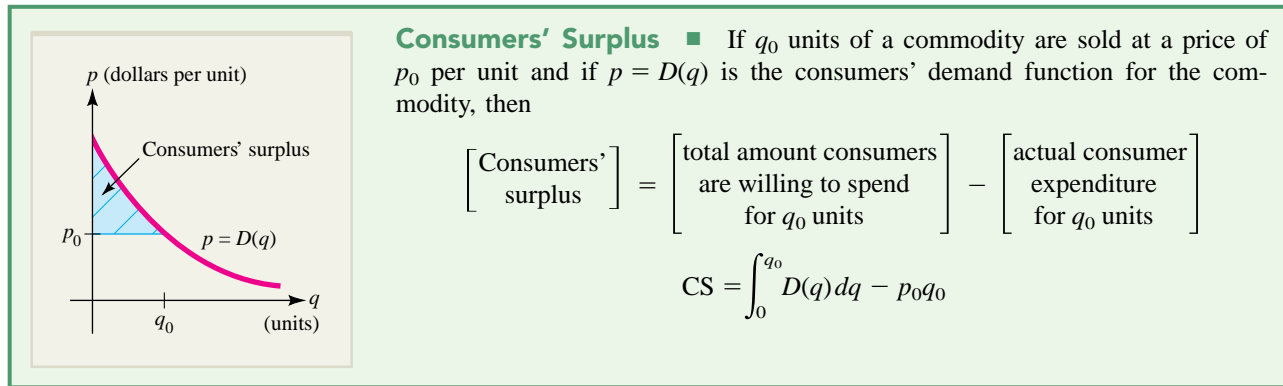 p (dollars per unit)
Consumers' surplus
p₀
p = D(q)
q
q₀
(units)
Consumers' Surplus ■ If q₀ units of a commodity are sold at a price of
p₀ per unit and if p = D(q) is the consumers' demand function for the com-
modity, then
[Consumers' surplus] = [total amount consumers are willing to spend for q₀ units] − [actual consumer expenditure for q₀ units]
CS = ∫₀^q₀ D(q) dq − p₀q₀